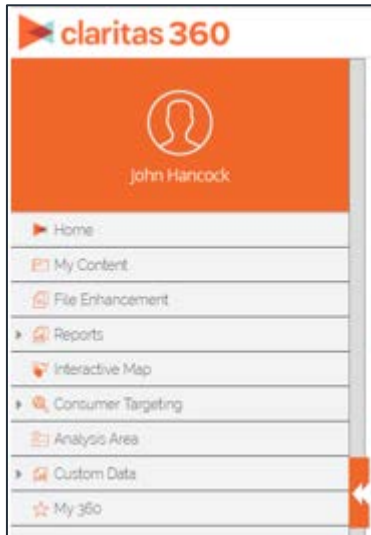 claritas 360
John Hancock
Home
My Content
File Enhancement
Reports
Interactive Map
Consumer Targeting
Analysis Area
Custom Data
My 360